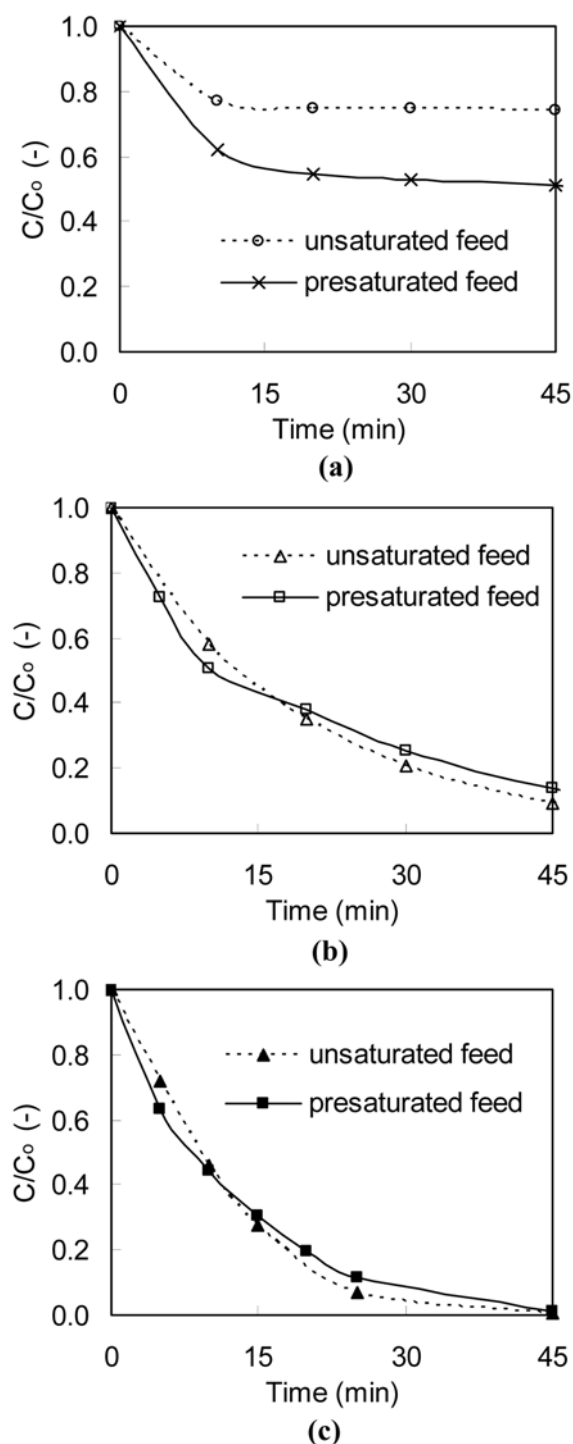 1.0
0.8
0.6
0.4
0.2
0.0
C/Co (-)
unsaturated feed
presaturated feed
0 15 30 45
Time (min)
(a)
1.0
0.8
0.6
0.4
0.2
0.0
C/Co (-)
unsaturated feed
presaturated feed
0 15 30 45
Time (min)
(b)
1.0
0.8
0.6
0.4
0.2
0.0
C/Co (-)
unsaturated feed
presaturated feed
0 15 30 45
Time (min)
(c)